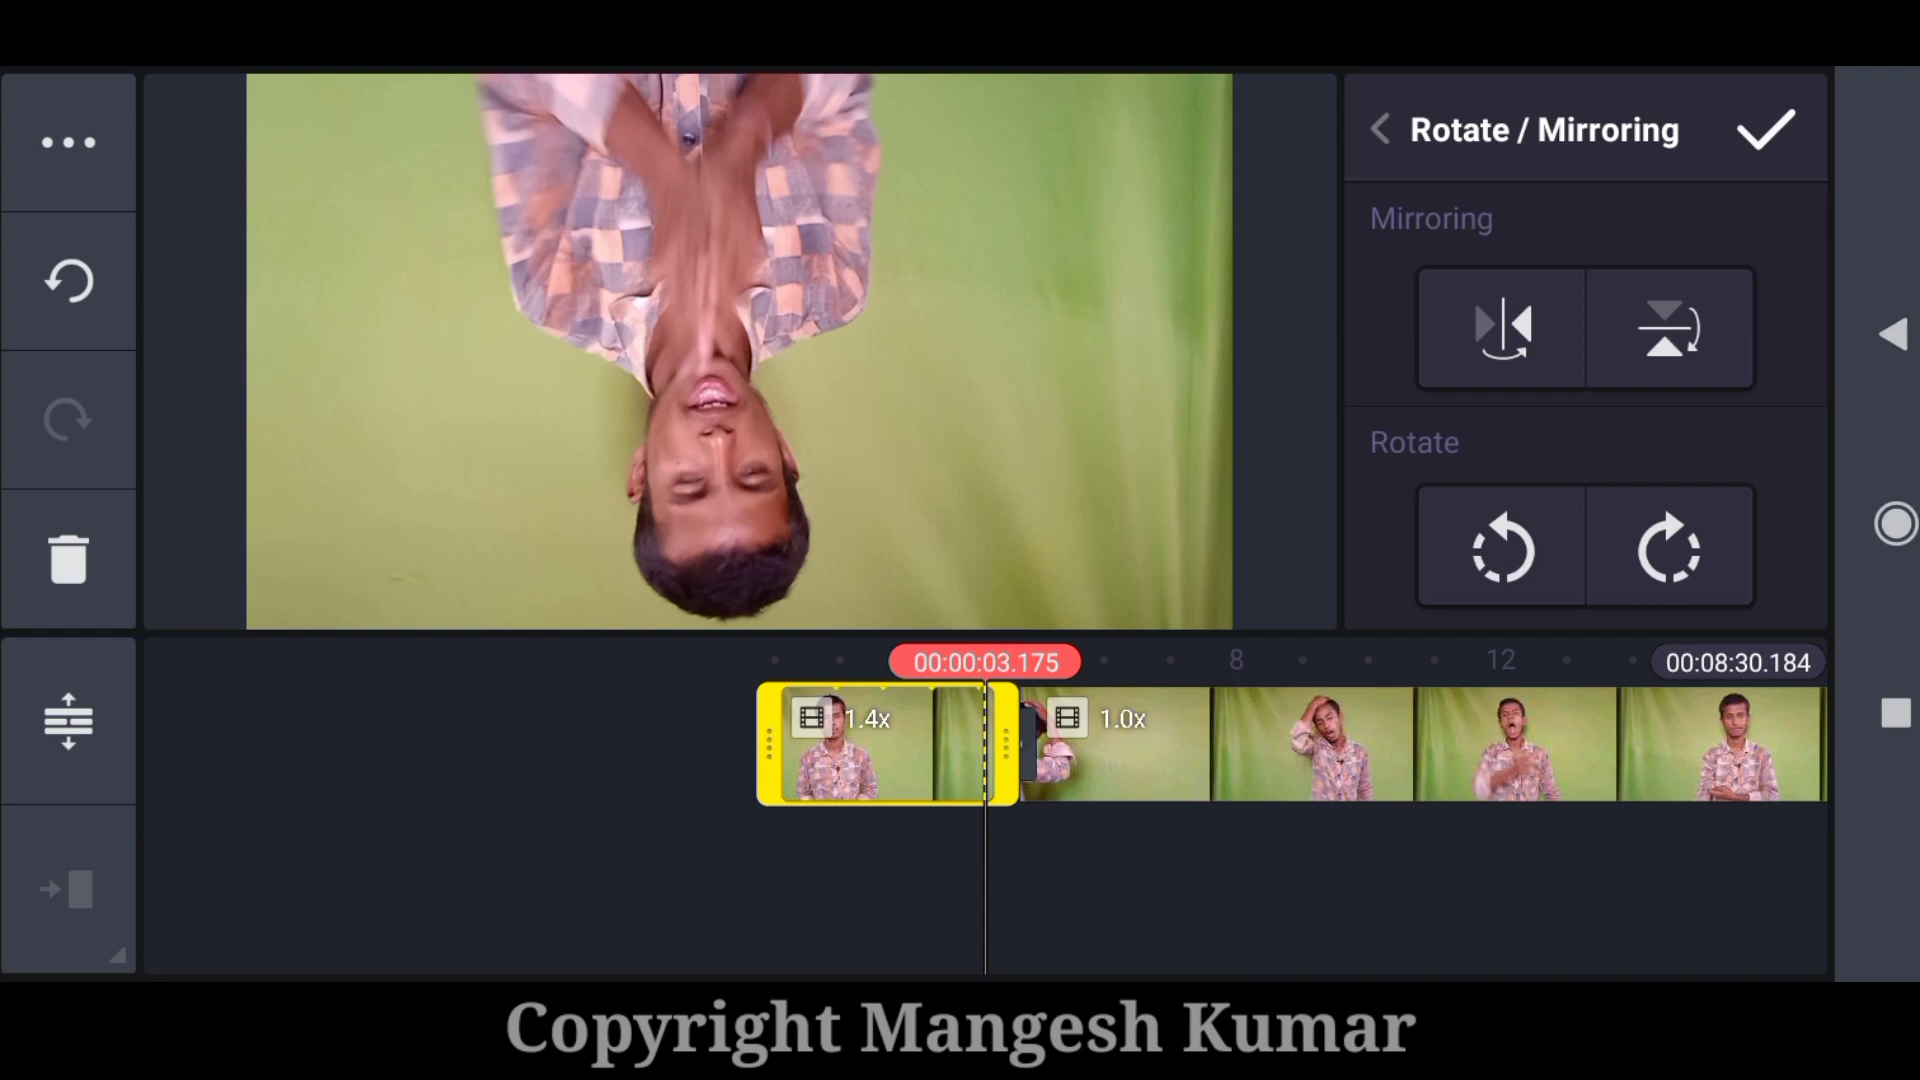 Rotate / Mirroring
Mirroring
Rotate
00:00:03.175
8
12
00:08:30.184
1.4x
1.0x
Copyright Mangesh Kumar